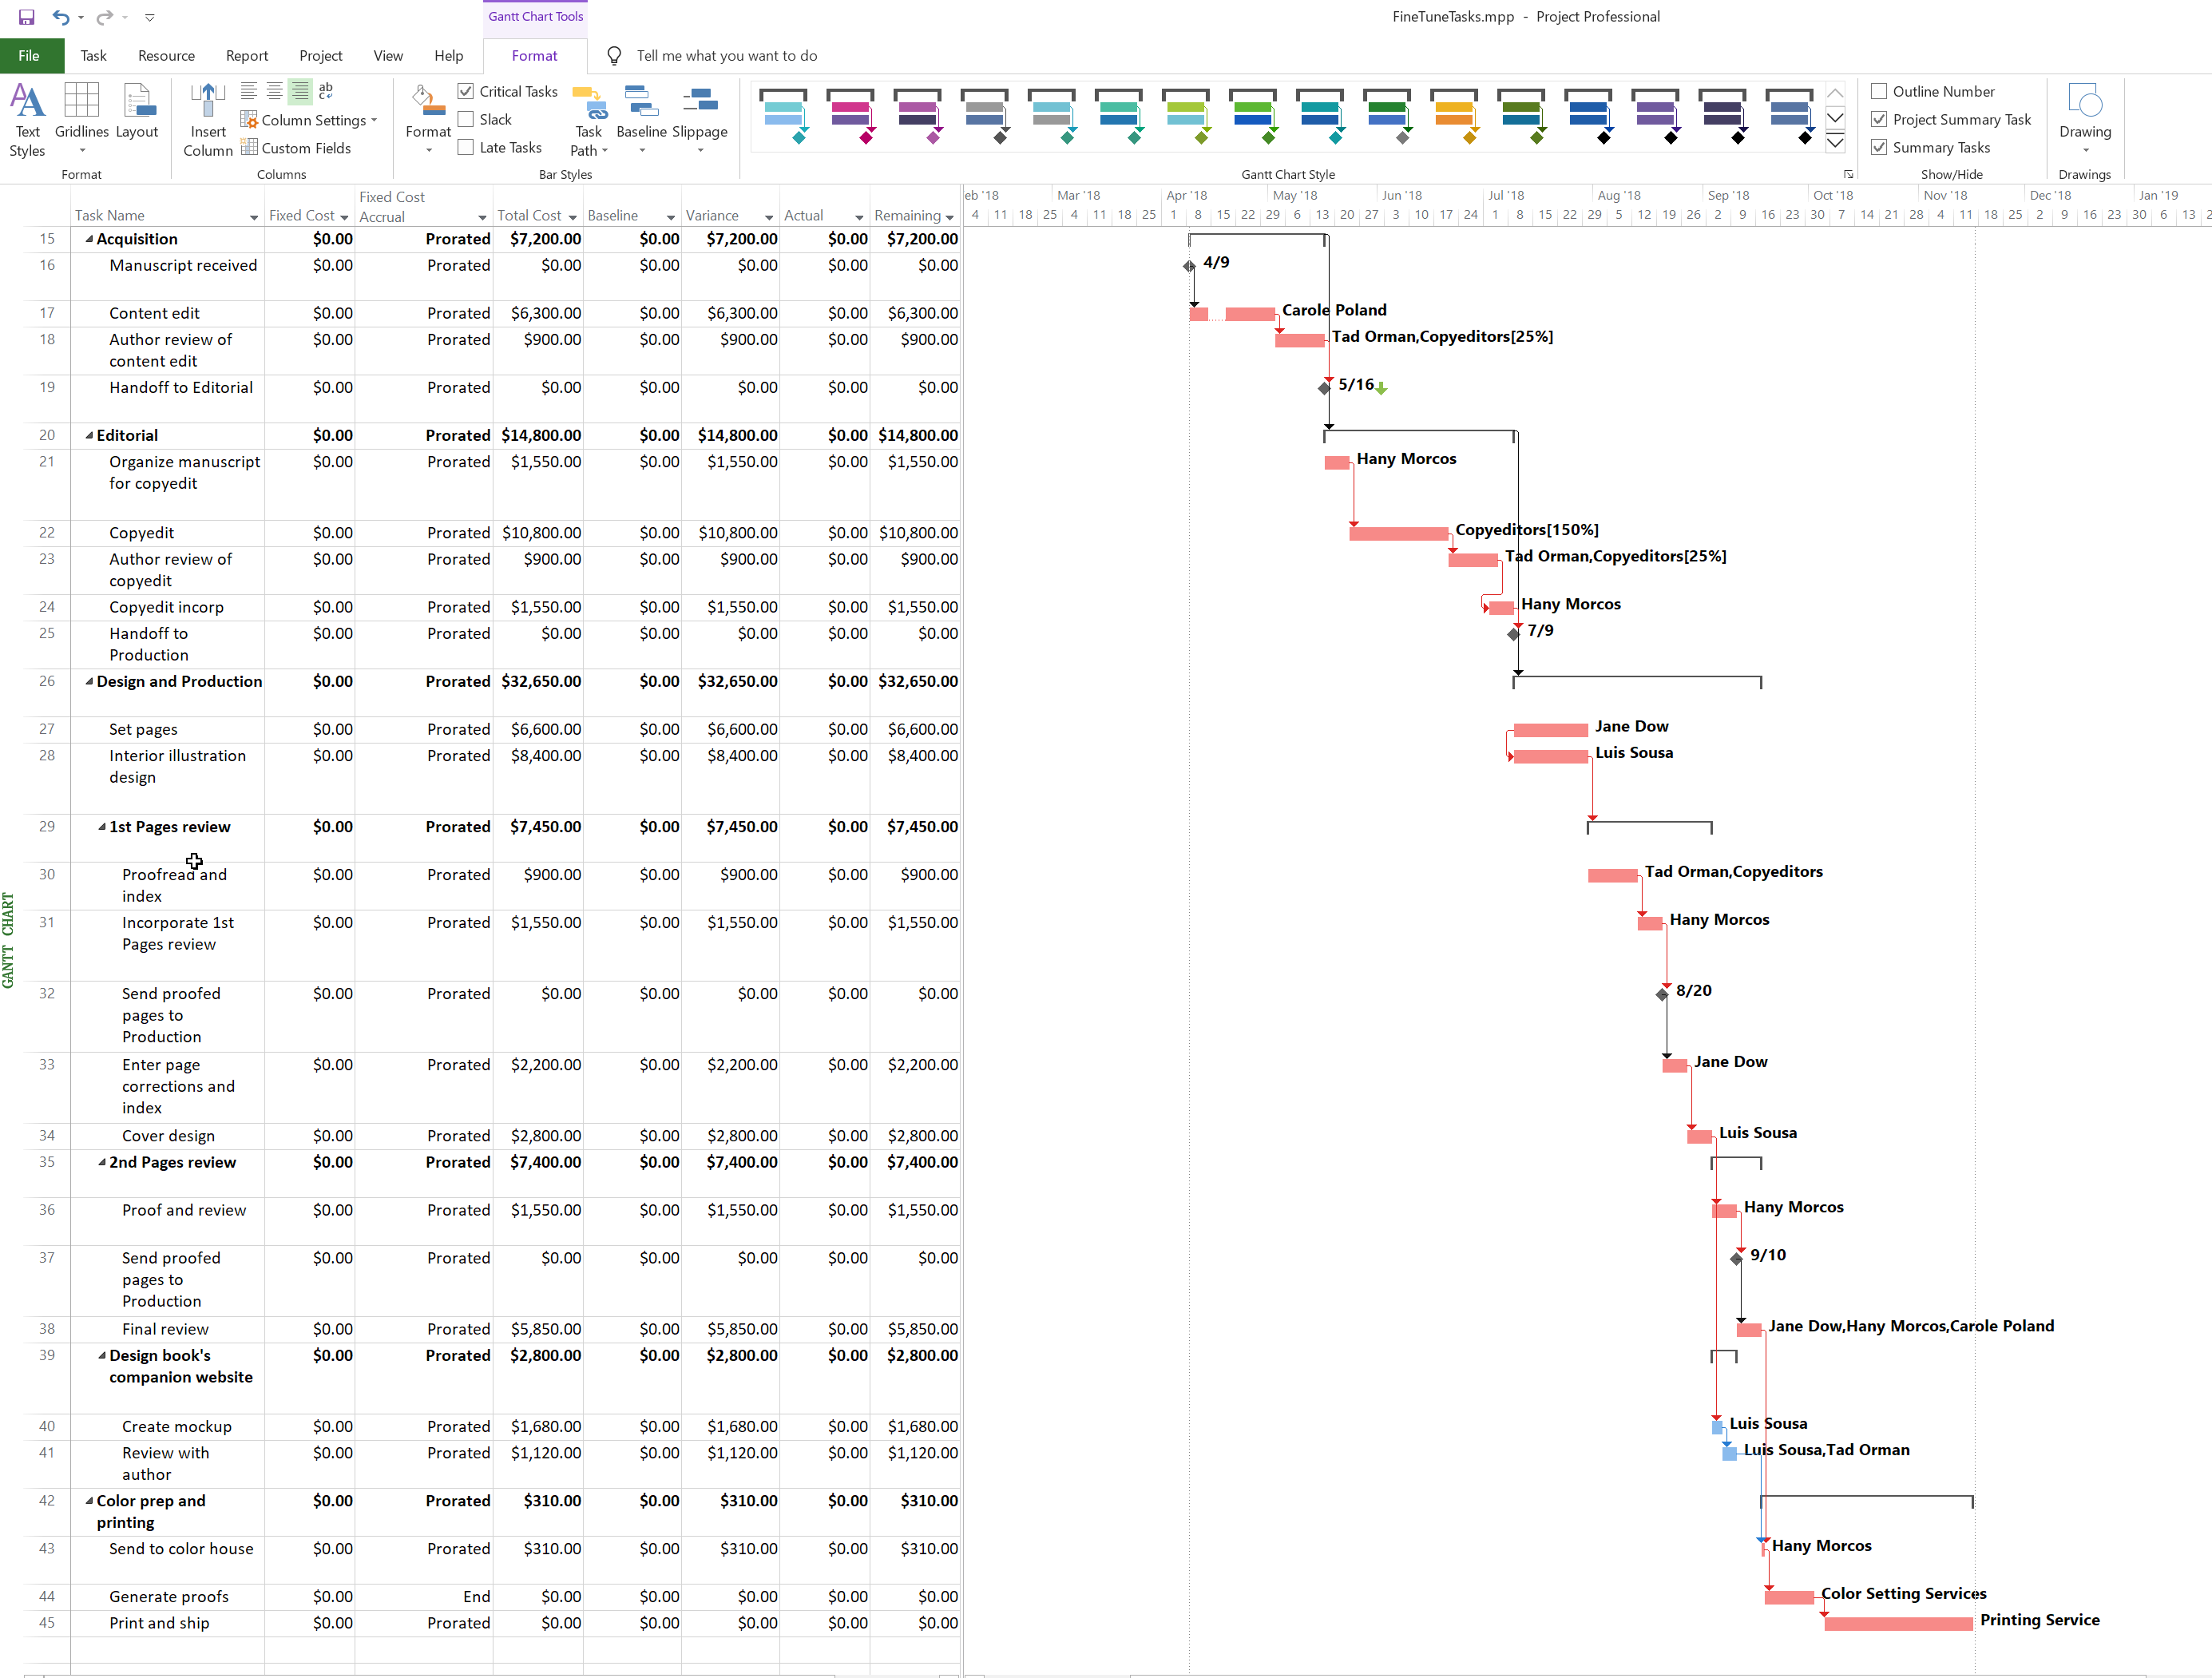 Gantt Chart Tools
FineTuneTasks.mpp - Project Professional
File Task Resource Report Project View Help Format Tell me what you want to do
Text Styles
Gridlines
Layout
Format
Insert Column
ab c
Column Settings
Custom Fields
Columns
Format
Critical Tasks
Slack
Late Tasks
Task Path
Baseline
Slippage
Bar Styles
Gantt Chart Style
Outline Number
Project Summary Task
Summary Tasks
Show/Hide
Drawing
Drawings
Task Name Fixed Cost Fixed Cost Accrual Total Cost Baseline Variance Actual Remaining
eb '18 Mar '18 Apr '18 May '18 Jun '18 Jul '18 Aug '18 Sep '18 Oct '18 Nov '18 Dec '18 Jan '19
4 11 18 25 4 11 18 25 1 8 15 22 29 6 13 20 27 3 10 17 24 1 8 15 22 29 5 12 19 26 2 9 16 23 30 7 14 21 28 4 11 18 25 2 9 16 23 30 6 13 2
15 Acquisition $0.00 Prorated $7,200.00 $0.00 $7,200.00 $0.00 $7,200.00
16 Manuscript received $0.00 Prorated $0.00 $0.00 $0.00 $0.00 $0.00 4/9
17 Content edit $0.00 Prorated $6,300.00 $0.00 $6,300.00 $0.00 $6,300.00 Carole Poland
18 Author review of content edit $0.00 Prorated $900.00 $0.00 $900.00 $0.00 $900.00 Tad Orman,Copyeditors[25%]
19 Handoff to Editorial $0.00 Prorated $0.00 $0.00 $0.00 $0.00 $0.00 5/16
20 Editorial $0.00 Prorated $14,800.00 $0.00 $14,800.00 $0.00 $14,800.00
21 Organize manuscript for copyedit $0.00 Prorated $1,550.00 $0.00 $1,550.00 $0.00 $1,550.00 Hany Morcos
22 Copyedit $0.00 Prorated $10,800.00 $0.00 $10,800.00 $0.00 $10,800.00 Copyeditors[150%]
23 Author review of copyedit $0.00 Prorated $900.00 $0.00 $900.00 $0.00 $900.00 Tad Orman,Copyeditors[25%]
24 Copyedit incorp $0.00 Prorated $1,550.00 $0.00 $1,550.00 $0.00 $1,550.00 Hany Morcos
25 Handoff to Production $0.00 Prorated $0.00 $0.00 $0.00 $0.00 $0.00 7/9
26 Design and Production $0.00 Prorated $32,650.00 $0.00 $32,650.00 $0.00 $32,650.00
27 Set pages $0.00 Prorated $6,600.00 $0.00 $6,600.00 $0.00 $6,600.00 Jane Dow
28 Interior illustration design $0.00 Prorated $8,400.00 $0.00 $8,400.00 $0.00 $8,400.00 Luis Sousa
29 1st Pages review $0.00 Prorated $7,450.00 $0.00 $7,450.00 $0.00 $7,450.00
30 Proofread and index $0.00 Prorated $900.00 $0.00 $900.00 $0.00 $900.00 Tad Orman,Copyeditors
31 Incorporate 1st Pages review $0.00 Prorated $1,550.00 $0.00 $1,550.00 $0.00 $1,550.00 Hany Morcos
32 Send proofed pages to Production $0.00 Prorated $0.00 $0.00 $0.00 $0.00 $0.00 8/20
33 Enter page corrections and index $0.00 Prorated $2,200.00 $0.00 $2,200.00 $0.00 $2,200.00 Jane Dow
34 Cover design $0.00 Prorated $2,800.00 $0.00 $2,800.00 $0.00 $2,800.00 Luis Sousa
35 2nd Pages review $0.00 Prorated $7,400.00 $0.00 $7,400.00 $0.00 $7,400.00
36 Proof and review $0.00 Prorated $1,550.00 $0.00 $1,550.00 $0.00 $1,550.00 Hany Morcos
37 Send proofed pages to Production $0.00 Prorated $0.00 $0.00 $0.00 $0.00 $0.00 9/10
38 Final review $0.00 Prorated $5,850.00 $0.00 $5,850.00 $0.00 $5,850.00 Jane Dow,Hany Morcos,Carole Poland
39 Design book's companion website $0.00 Prorated $2,800.00 $0.00 $2,800.00 $0.00 $2,800.00
40 Create mockup $0.00 Prorated $1,680.00 $0.00 $1,680.00 $0.00 $1,680.00 Luis Sousa
41 Review with author $0.00 Prorated $1,120.00 $0.00 $1,120.00 $0.00 $1,120.00 Luis Sousa,Tad Orman
42 Color prep and printing $0.00 Prorated $310.00 $0.00 $310.00 $0.00 $310.00
43 Send to color house $0.00 Prorated $310.00 $0.00 $310.00 $0.00 $310.00 Hany Morcos
44 Generate proofs $0.00 End $0.00 $0.00 $0.00 $0.00 $0.00 Color Setting Services
45 Print and ship $0.00 Prorated $0.00 $0.00 $0.00 $0.00 $0.00 Printing Service
GANTT CHART